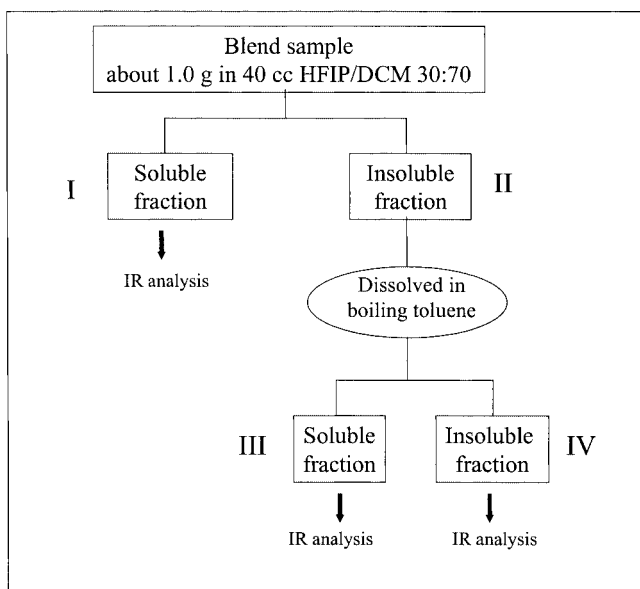 Blend sample
about 1.0 g in 40 cc HFIP/DCM 30:70
I
Soluble
fraction
Insoluble
fraction
II
IR analysis
Dissolved in
boiling toluene
III
Soluble
fraction
Insoluble
fraction
IV
IR analysis
IR analysis